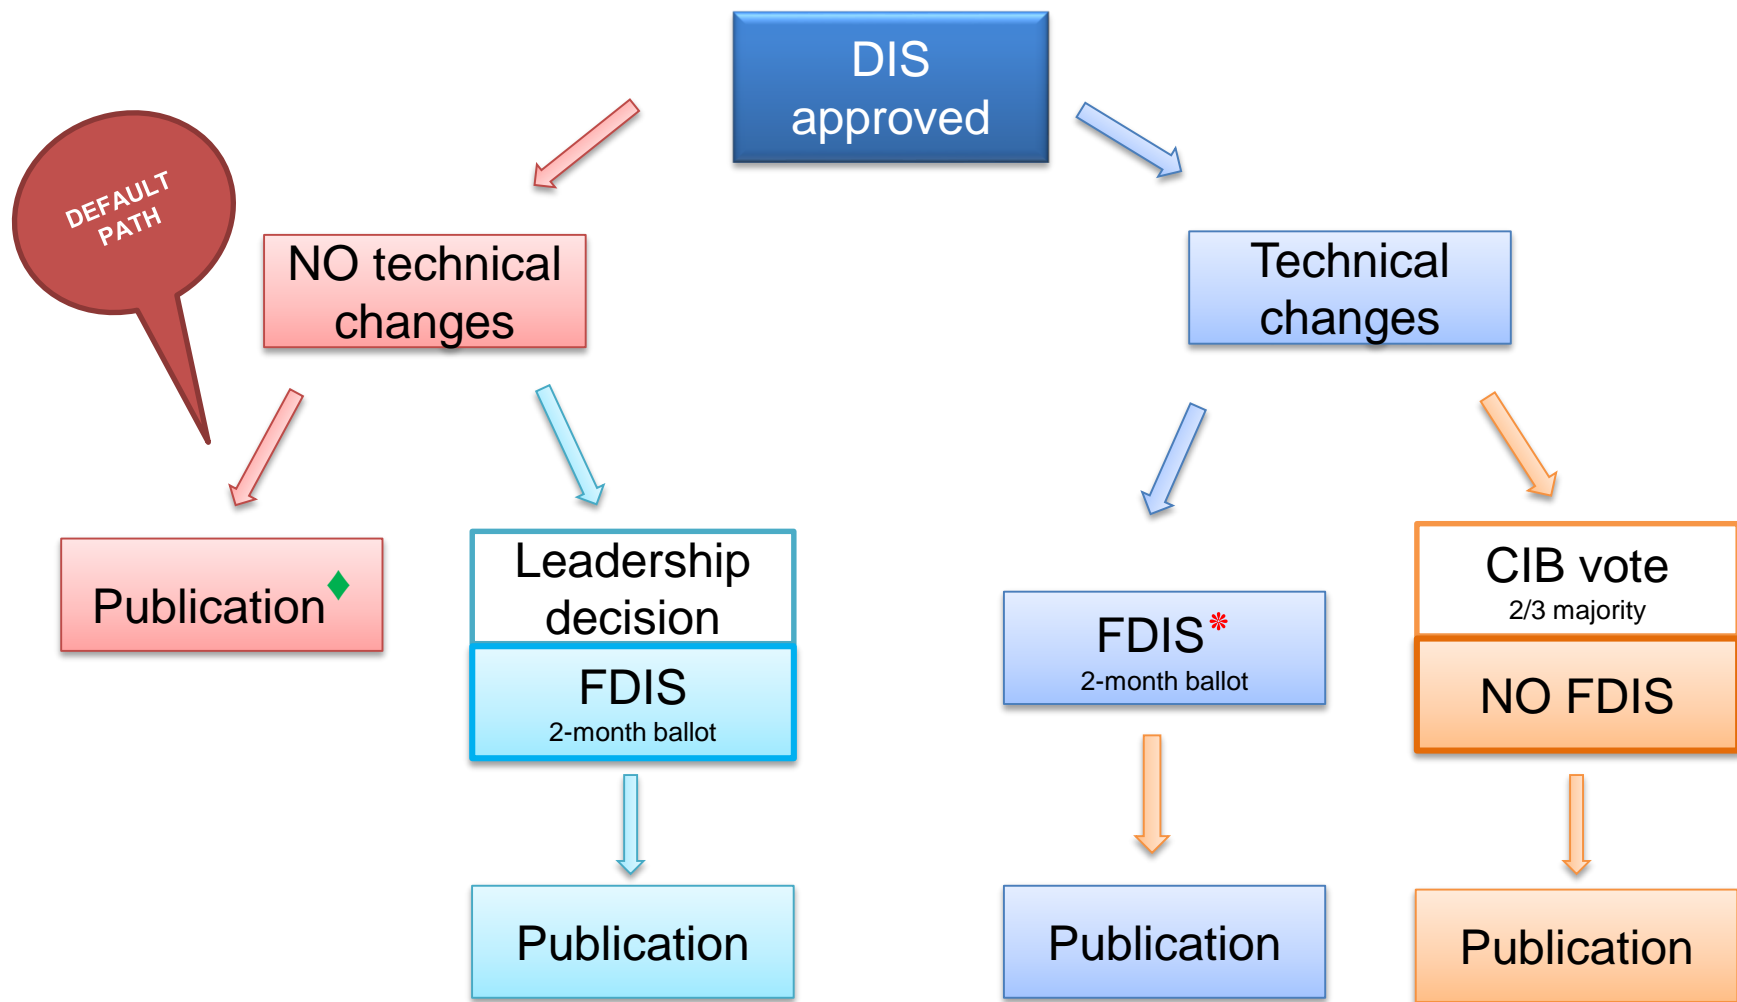 DIS
approved
DEFAULT
PATH
NO technical
changes
Technical
changes
Publication♦
Leadership
decision
FDIS
2-month ballot
FDIS*
2-month ballot
CIB vote
2/3 majority
NO FDIS
Publication
Publication
Publication